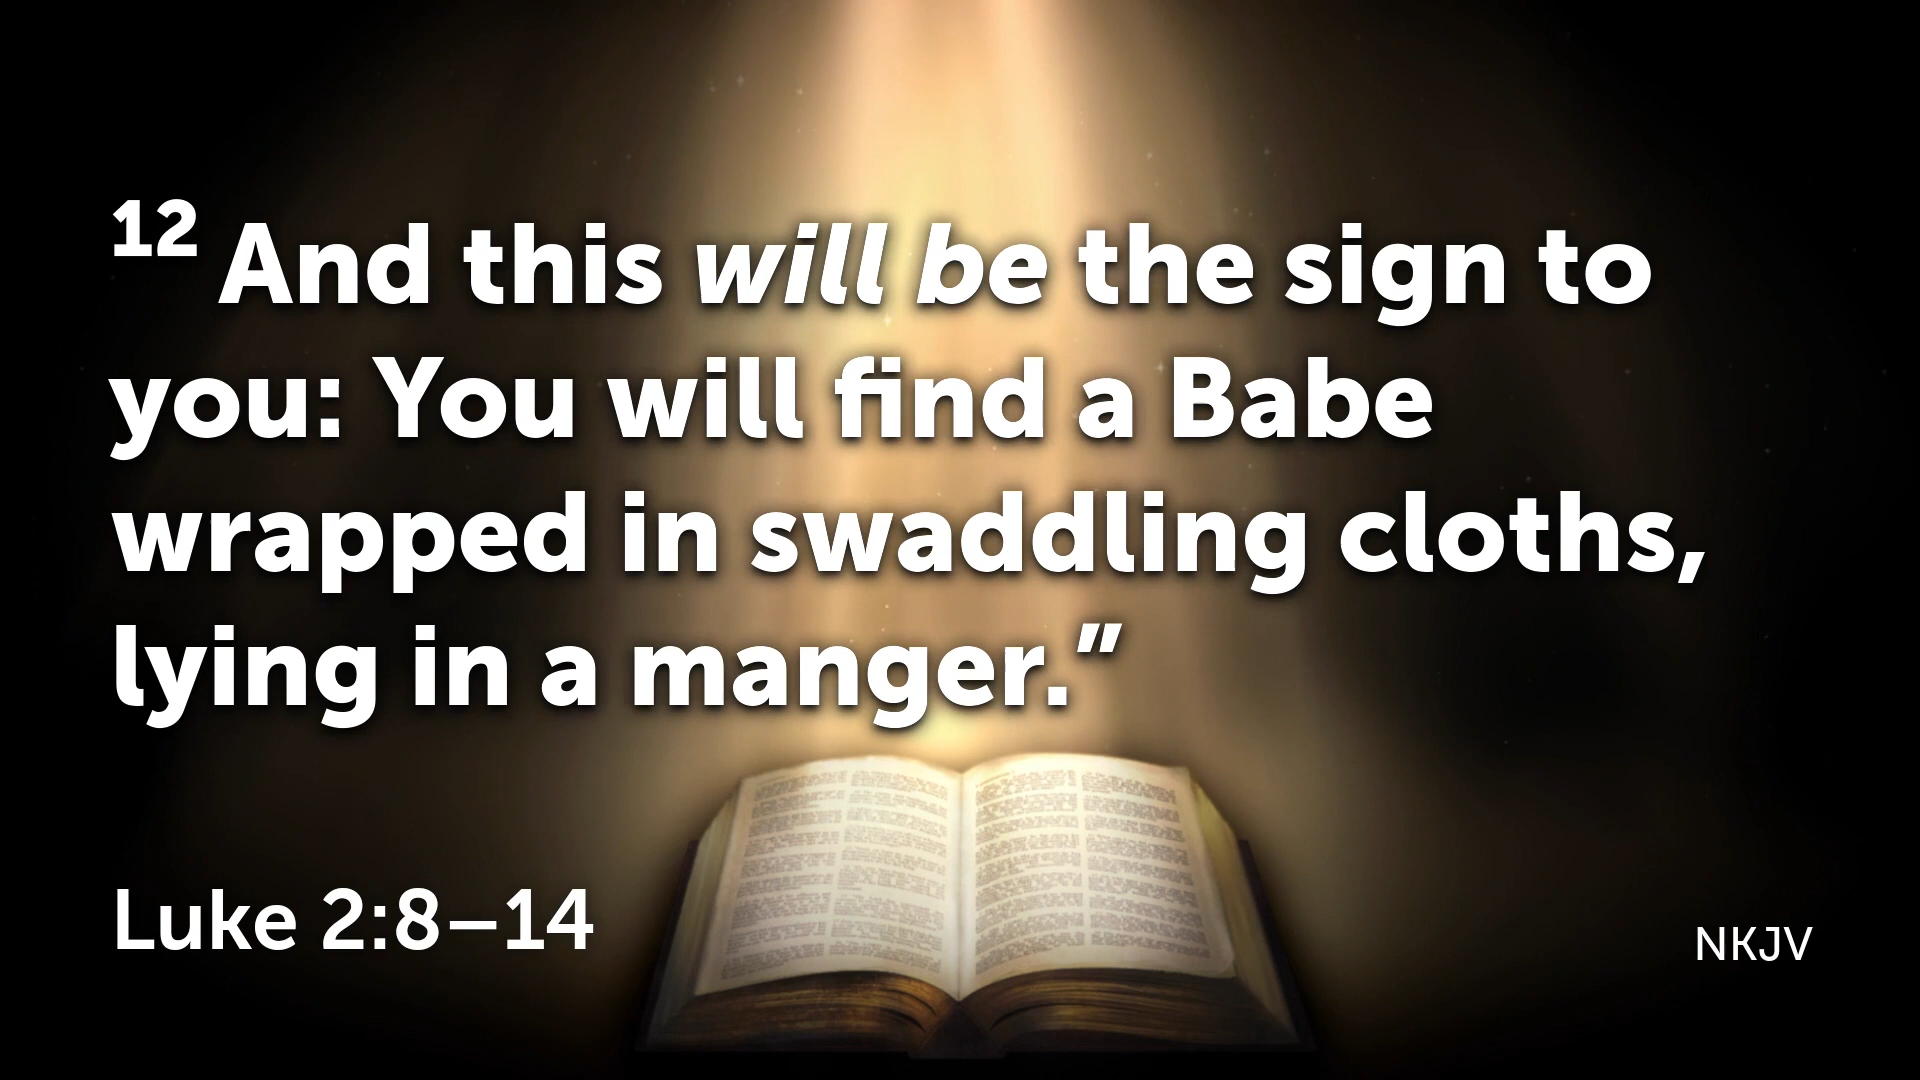 12 And this will be the sign to
you: You will find a Babe
wrapped in swaddling cloths,
lying in a manger.”
Luke 2:8–14
NKJV